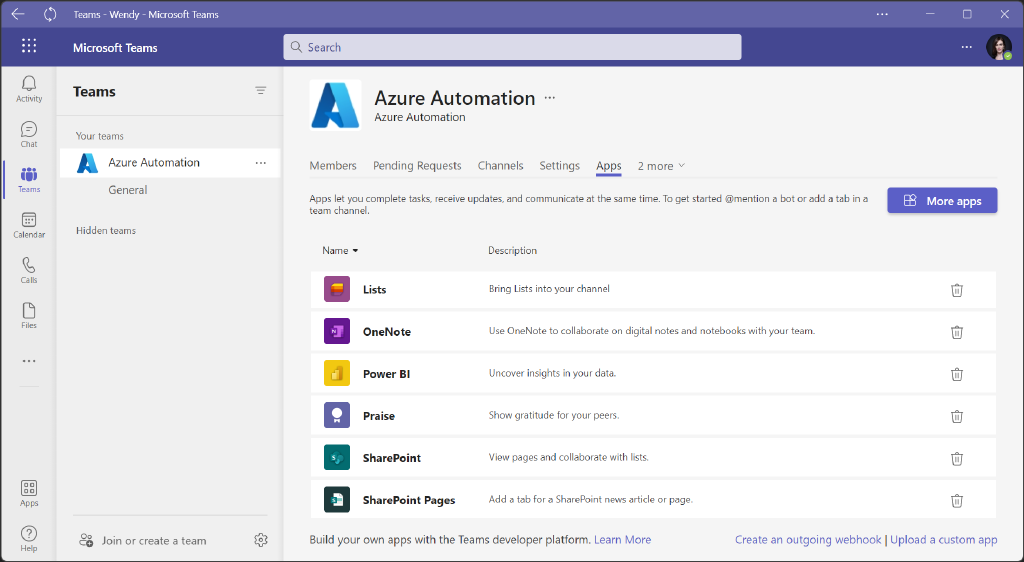 Teams - Wendy - Microsoft Teams
Microsoft Teams
Search
Activity
Chat
Teams
Calendar
Calls
Files
Apps
Help
Teams
Your teams
Azure Automation
General
Hidden teams
Join or create a team
Azure Automation
Azure Automation
Members
Pending Requests
Channels
Settings
Apps
2 more
Apps let you complete tasks, receive updates, and communicate at the same time. To get started @mention a bot or add a tab in a
team channel.
More apps
Name
Description
Lists
Bring Lists into your channel
OneNote
Use OneNote to collaborate on digital notes and notebooks with your team.
Power BI
Uncover insights in your data.
Praise
Show gratitude for your peers.
SharePoint
View pages and collaborate with lists.
SharePoint Pages
Add a tab for a SharePoint news article or page.
Build your own apps with the Teams developer platform. Learn More
Create an outgoing webhook | Upload a custom app